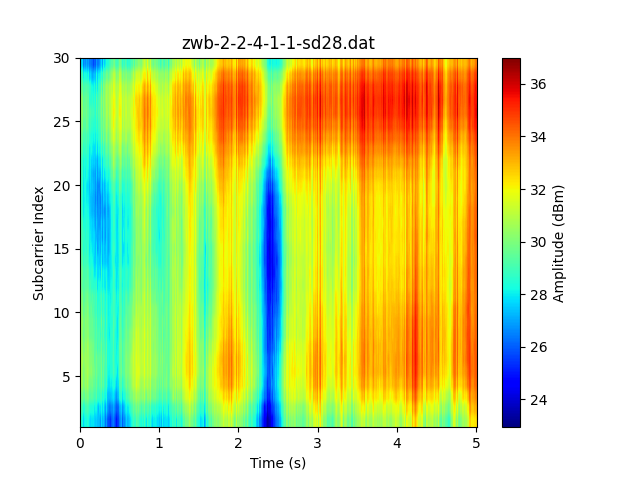 zwb-2-2-4-1-1-sd28.dat
30
25
20
15
10
5
Subcarrier Index
0 1 2 3 4 5
Time (s)
36
34
32
30
28
26
24
Amplitude (dBm)